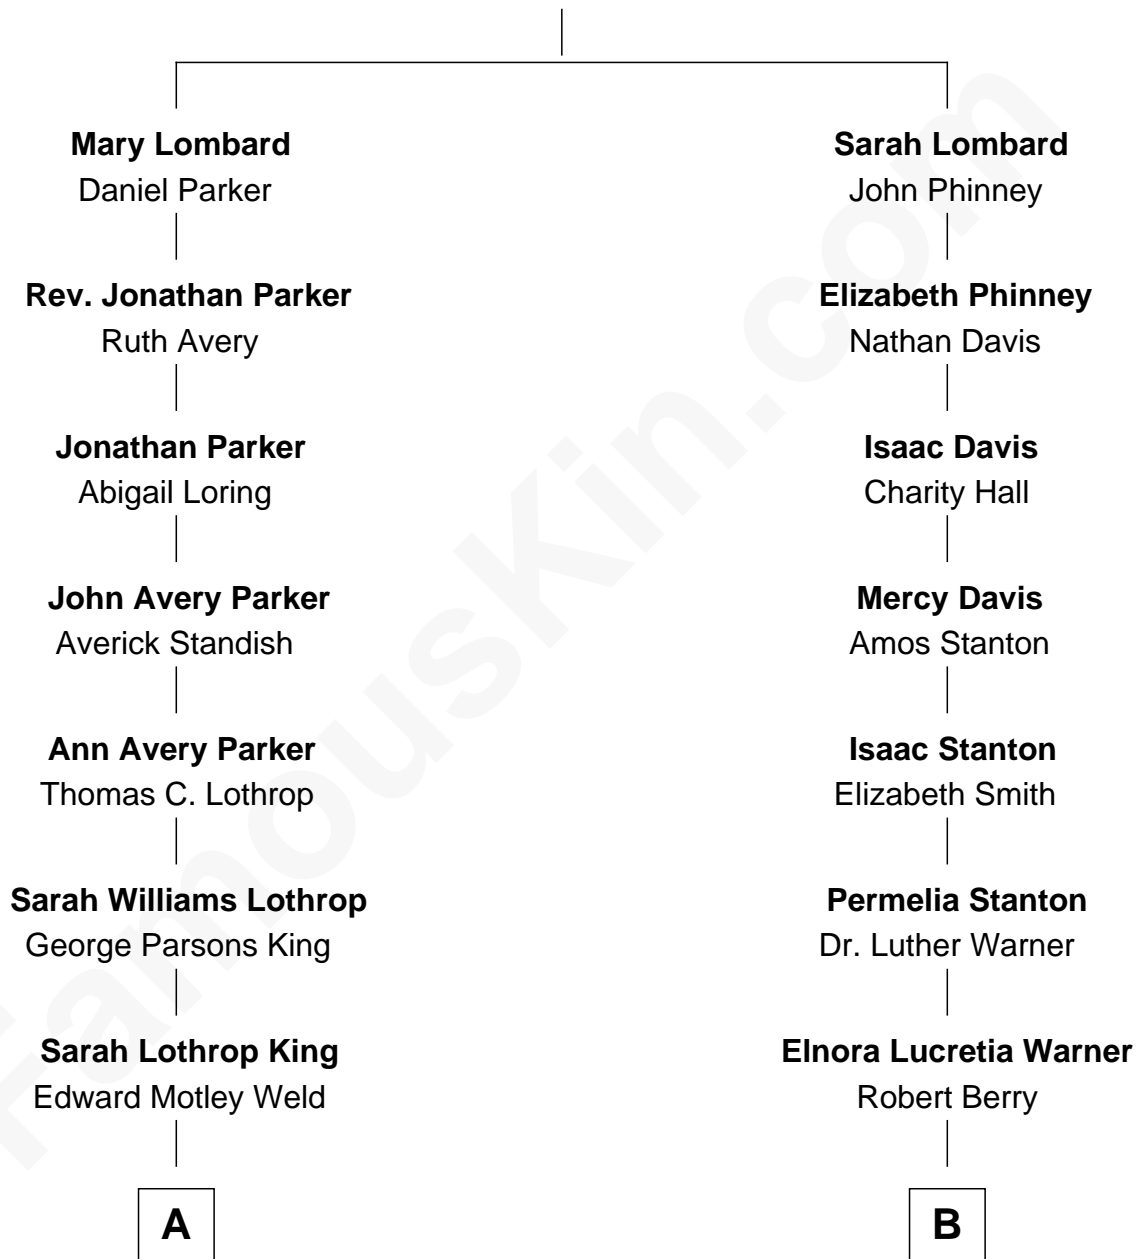 Mary Lombard
Daniel Parker
Rev. Jonathan Parker
Ruth Avery
Jonathan Parker
Abigail Loring
John Avery Parker
Averick Standish
Ann Avery Parker
Thomas C. Lothrop
Sarah Williams Lothrop
George Parsons King
Sarah Lothrop King
Edward Motley Weld
A
Sarah Lombard
John Phinney
Elizabeth Phinney
Nathan Davis
Isaac Davis
Charity Hall
Mercy Davis
Amos Stanton
Isaac Stanton
Elizabeth Smith
Permelia Stanton
Dr. Luther Warner
Elnora Lucretia Warner
Robert Berry
B
FamousKin.com